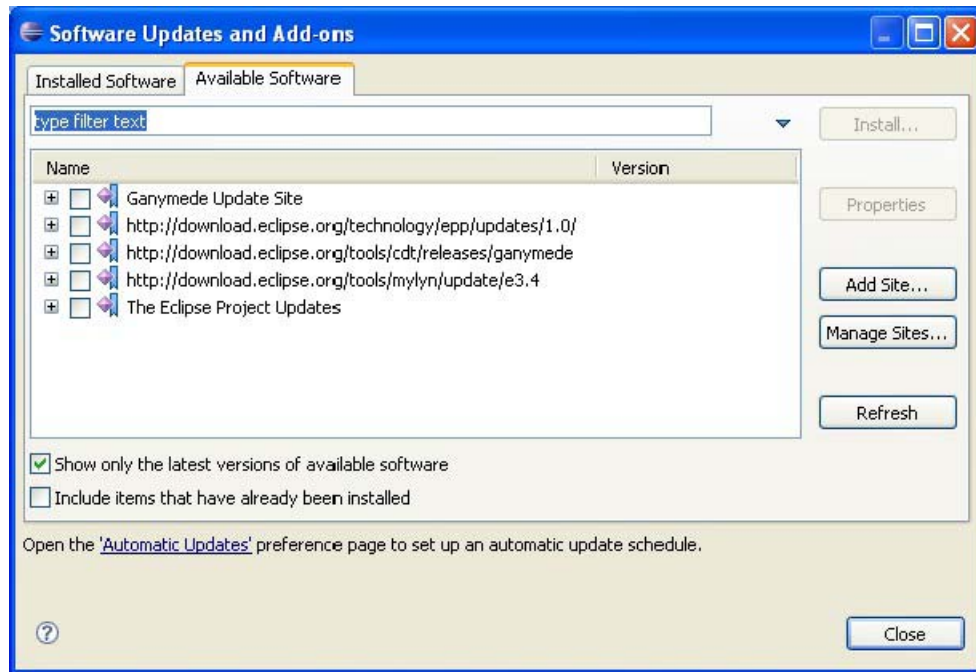 Software Updates and Add-ons
Installed Software
Available Software
type filter text
Install...
Name
Version
Ganymede Update Site
http://download.eclipse.org/technology/epp/updates/1.0/
http://download.eclipse.org/tools/cdt/releases/ganymede
http://download.eclipse.org/tools/mylyn/update/e3.4
The Eclipse Project Updates
Properties
Add Site...
Manage Sites...
Refresh
Show only the latest versions of available software
Include items that have already been installed
Open the 'Automatic Updates' preference page to set up an automatic update schedule.
?
Close